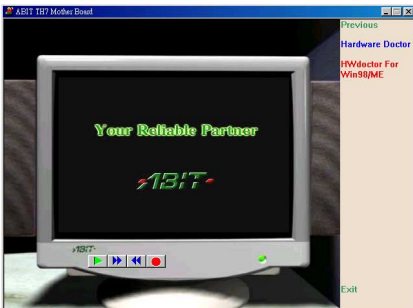 ABIT TH7 Mother Board
Previous
Hardware Doctor
HWdoctor For
Win98/ME
Your Reliable Partner
ABIT
ABIT
Exit